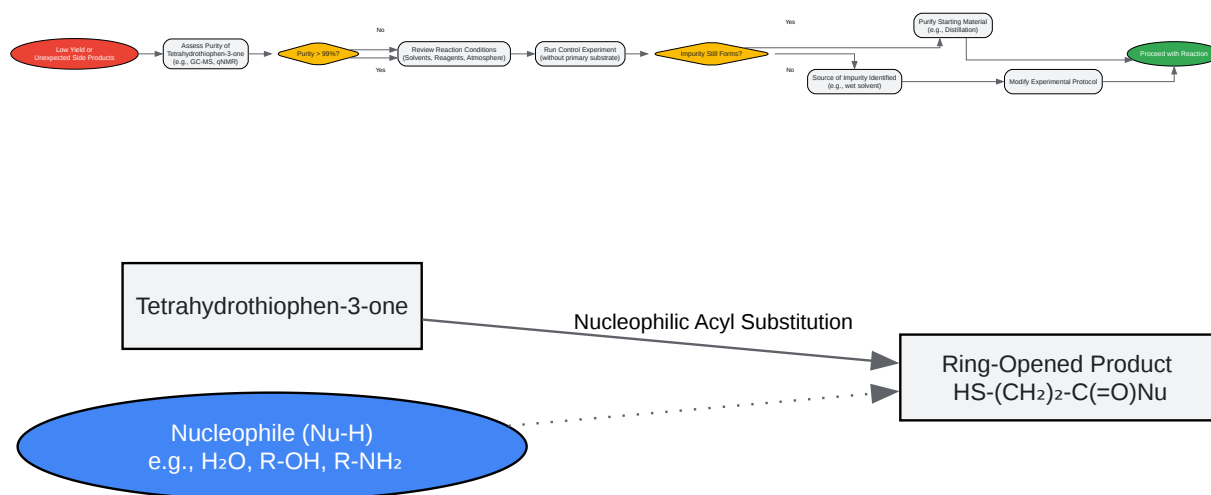 Low Yield or
Unexpected Side Products
Assess Purity of
Tetrahydrothiophen-3-one
(e.g., GC-MS, qNMR)
Purity > 99%?
No
Yes
Review Reaction Conditions
(Solvents, Reagents, Atmosphere)
Run Control Experiment
(without primary substrate)
Impurity Still Forms?
Yes
No
Purify Starting Material
(e.g., Distillation)
Source of Impurity Identified
(e.g., wet solvent)
Modify Experimental Protocol
Proceed with Reaction
Tetrahydrothiophen-3-one
Nucleophilic Acyl Substitution
Ring-Opened Product
HS-(CH₂)₂-C(=O)Nu
Nucleophile (Nu-H)
e.g., H₂O, R-OH, R-NH₂